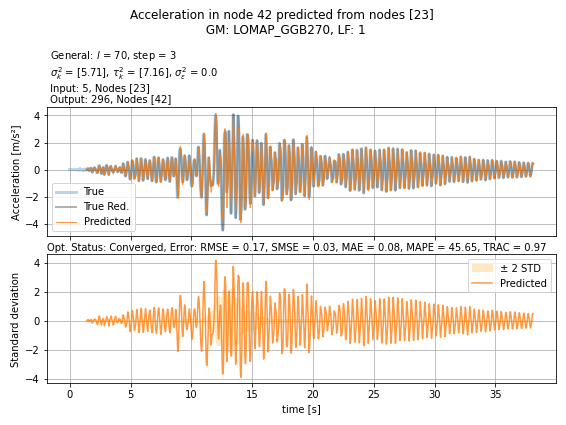 Acceleration in node 42 predicted from nodes [23]
GM: LOMAP_GGB270, LF: 1
General: l = 70, step = 3
σ²ₖ = [5.71], τ²ₖ = [7.16], σ²ε = 0.0
Input: 5, Nodes [23]
Output: 296, Nodes [42]
Acceleration [m/s²]
4
2
0
−2
−4
True
True Red.
Predicted
Opt. Status: Converged, Error: RMSE = 0.17, SMSE = 0.03, MAE = 0.08, MAPE = 45.65, TRAC = 0.97
Standard deviation
4
2
0
−2
−4
± 2 STD
Predicted
0 5 10 15 20 25 30 35
time [s]